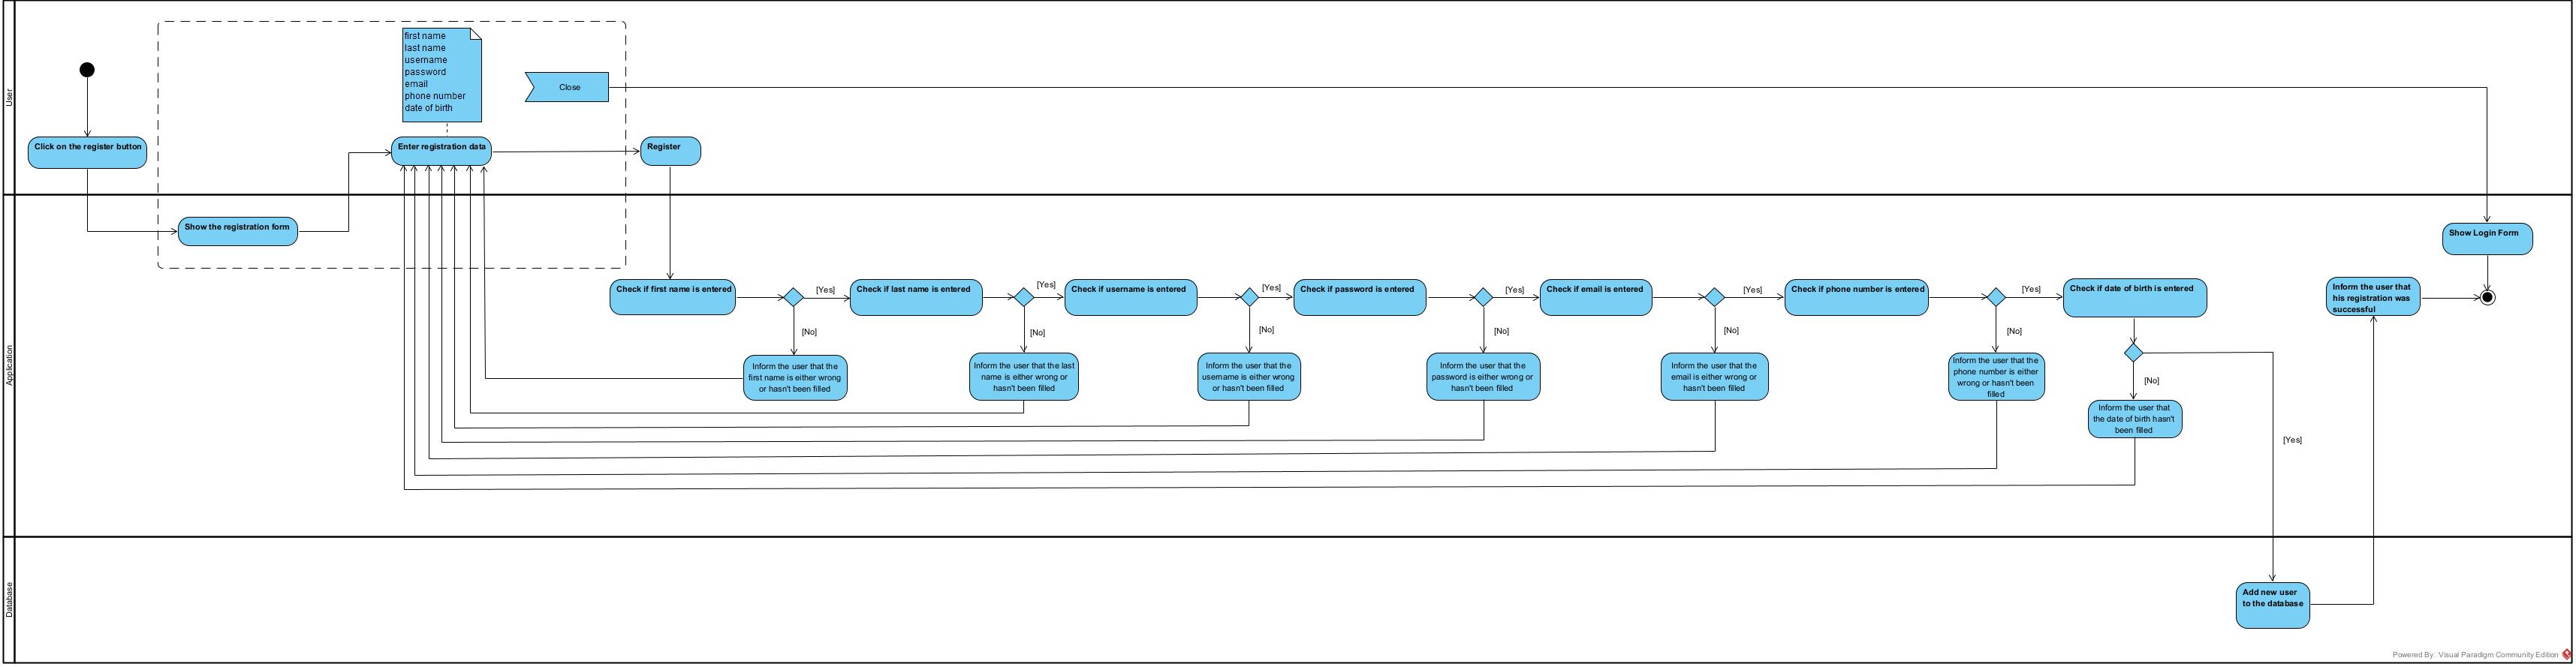 User
first name
last name
username
password
email
phone number
date of birth
Close
Click on the register button
Enter registration data
Register
Application
Show the registration form
Show Login Form
Check if first name is entered
[Yes]
Check if last name is entered
[Yes]
Check if username is entered
[Yes]
Check if password is entered
[Yes]
Check if email is entered
[Yes]
Check if phone number is entered
[Yes]
Check if date of birth is entered
Inform the user that
his registration was
successful
[No]
[No]
[No]
[No]
[No]
[No]
Inform the user that the
first name is either wrong
or hasn't been filled
Inform the user that the last
name is either wrong or
hasn't been filled
Inform the user that the
username is either wrong
or hasn't been filled
Inform the user that the
password is either wrong or
hasn't been filled
Inform the user that the
email is either wrong or
hasn't been filled
Inform the user that the
phone number is either
wrong or hasn't been
filled
[No]
Inform the user that
the date of birth hasn't
been filled
[Yes]
Database
Add new user
to the database
Powered By: Visual Paradigm Community Edition